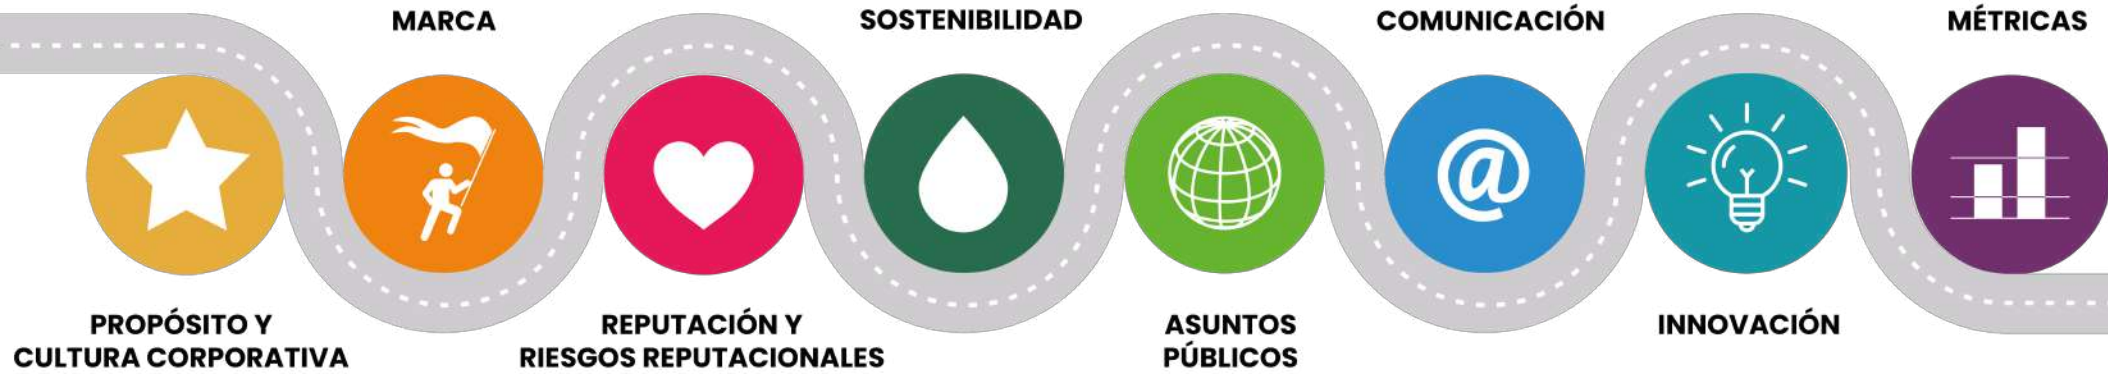 MARCA
SOSTENIBILIDAD
COMUNICACIÓN
MÉTRICAS
@
PROPÓSITO Y
CULTURA CORPORATIVA
REPUTACIÓN Y
RIESGOS REPUTACIONALES
ASUNTOS
PÚBLICOS
INNOVACIÓN